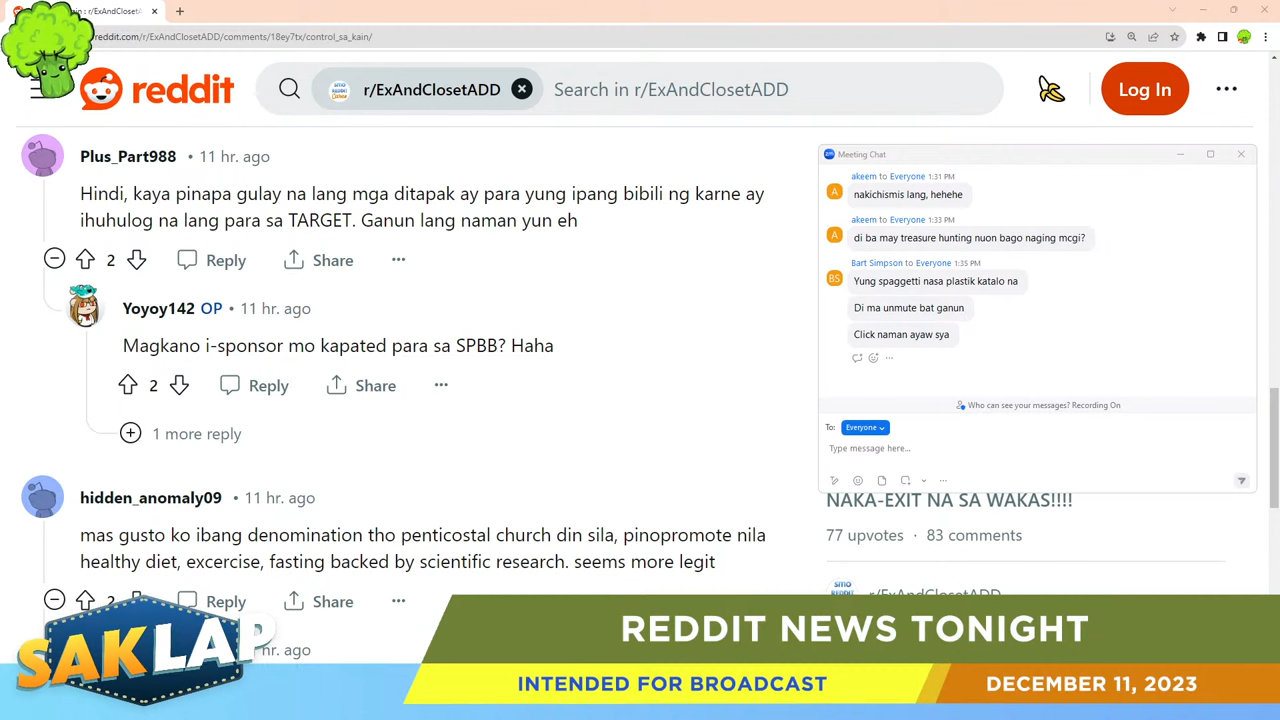 reddit.com/r/ExAndClosetADD/comments/18ey7tx/control_sa_kain/
reddit
r/ExAndClosetADD
Search in r/ExAndClosetADD
Log In
Plus_Part988 • 11 hr. ago
Hindi, kaya pinapa gulay na lang mga ditapak ay para yung ipang bibili ng karne ay
ihuhulog na lang para sa TARGET. Ganun lang naman yun eh
2 Reply Share
Yoyoy142 OP • 11 hr. ago
Magkano i-sponsor mo kapated para sa SPBB? Haha
2 Reply Share
1 more reply
hidden_anomaly09 • 11 hr. ago
mas gusto ko ibang denomination tho penticostal church din sila, pinopromote nila
healthy diet, excercise, fasting backed by scientific research. seems more legit
2 Reply Share
hr. ago
Meeting Chat
akeem to Everyone 1:31 PM
A
nakichismis lang, hehehe
akeem to Everyone 1:33 PM
A
di ba may treasure hunting nuon bago naging mcgi?
Bart Simpson to Everyone 1:35 PM
BS
Yung spaggetti nasa plastik katalo na
Di ma unmute bat ganun
Click naman ayaw sya
Who can see your messages? Recording On
To: Everyone
Type message here...
NAKA-EXIT NA SA WAKAS!!!!
77 upvotes · 83 comments
r/ExAndClosetADD
SAKLAP
REDDIT NEWS TONIGHT
INTENDED FOR BROADCAST
DECEMBER 11, 2023